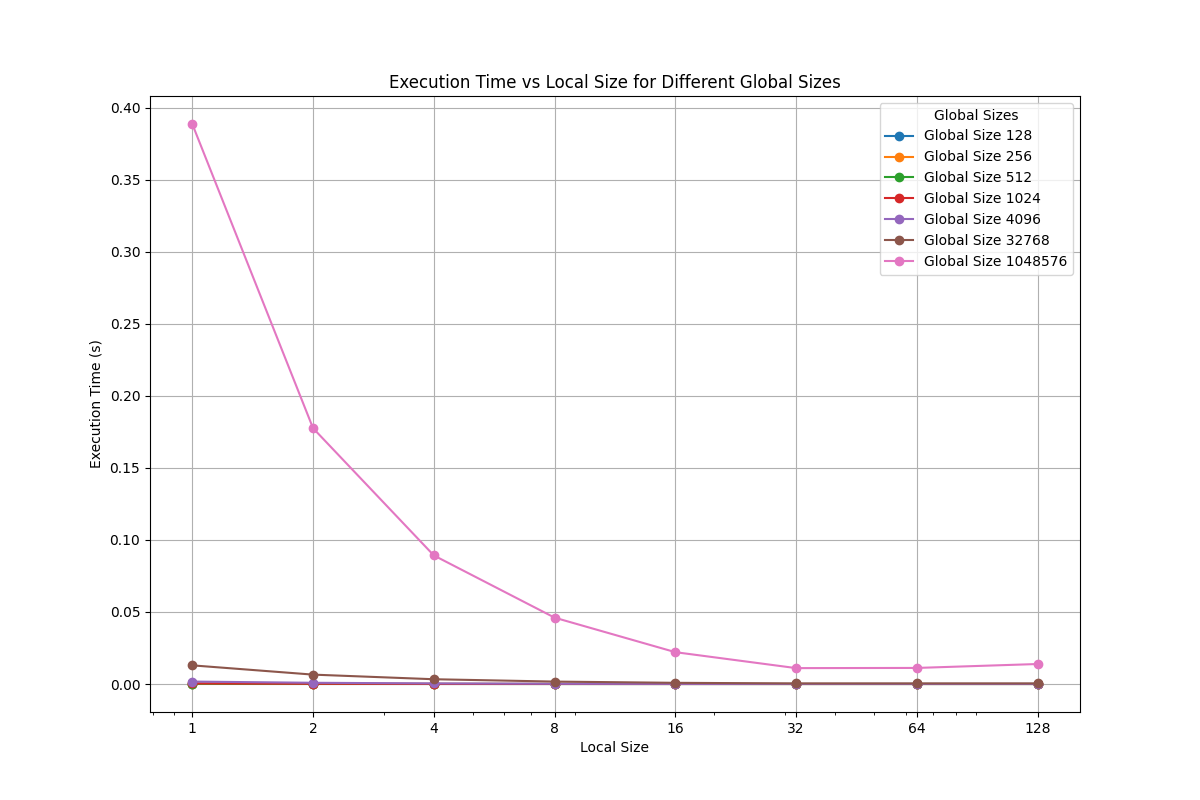 Execution Time vs Local Size for Different Global Sizes
Global Sizes
Global Size 128
Global Size 256
Global Size 512
Global Size 1024
Global Size 4096
Global Size 32768
Global Size 1048576
Execution Time (s)
0.40
0.35
0.30
0.25
0.20
0.15
0.10
0.05
0.00
1 2 4 8 16 32 64 128
Local Size